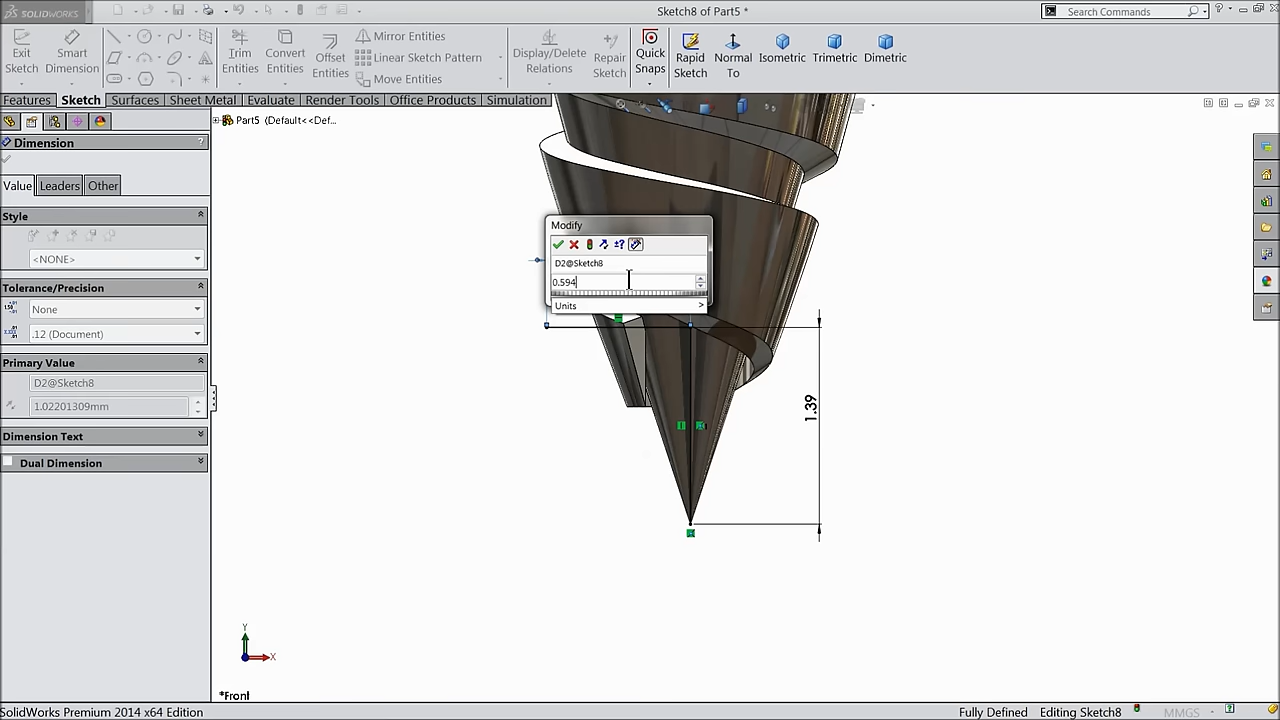 SOLIDWORKS
Sketch8 of Part5 *
Search Commands
Exit Sketch
Smart Dimension
Trim Entities
Convert Entities
Offset Entities
Mirror Entities
Linear Sketch Pattern
Move Entities
Display/Delete Relations
Repair Sketch
Quick Snaps
Rapid Sketch
Normal To
Isometric
Trimetric
Dimetric
Features
Sketch
Surfaces
Sheet Metal
Evaluate
Render Tools
Office Products
Simulation
Part5 (Default<<Def...
Dimension
?
Value
Leaders
Other
Style
<NONE>
Tolerance/Precision
None
.12 (Document)
Primary Value
D2@Sketch8
1.02201309mm
Dimension Text
Dual Dimension
Modify
D2@Sketch8
0.594
Units >
1.39
Y
X
*Front
SolidWorks Premium 2014 x64 Edition
Fully Defined
Editing Sketch8
MMGS